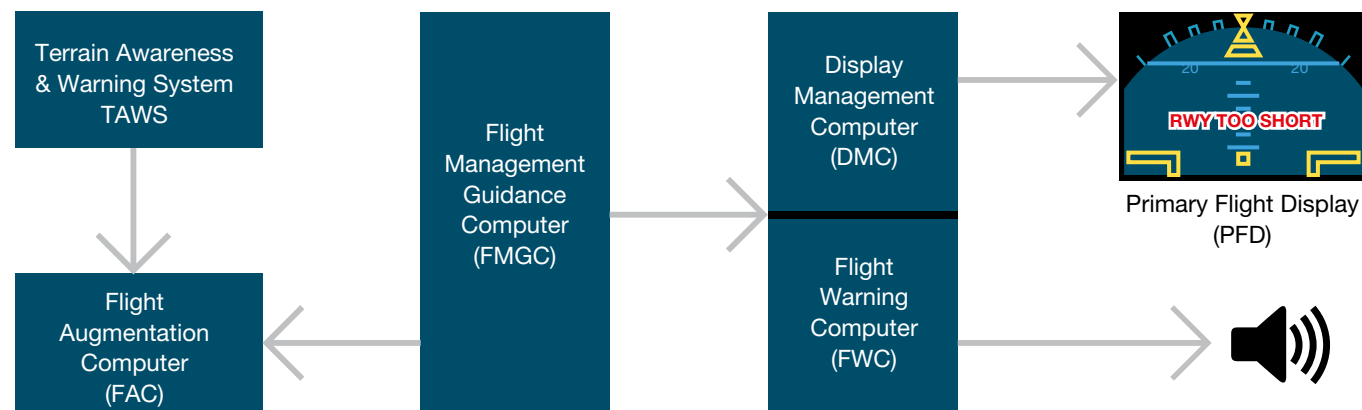 Terrain Awareness
& Warning System
TAWS
Flight
Augmentation
Computer
(FAC)
Flight
Management
Guidance
Computer
(FMGC)
Display
Management
Computer
(DMC)
Flight
Warning
Computer
(FWC)
20 20
RWY TOO SHORT
Primary Flight Display
(PFD)